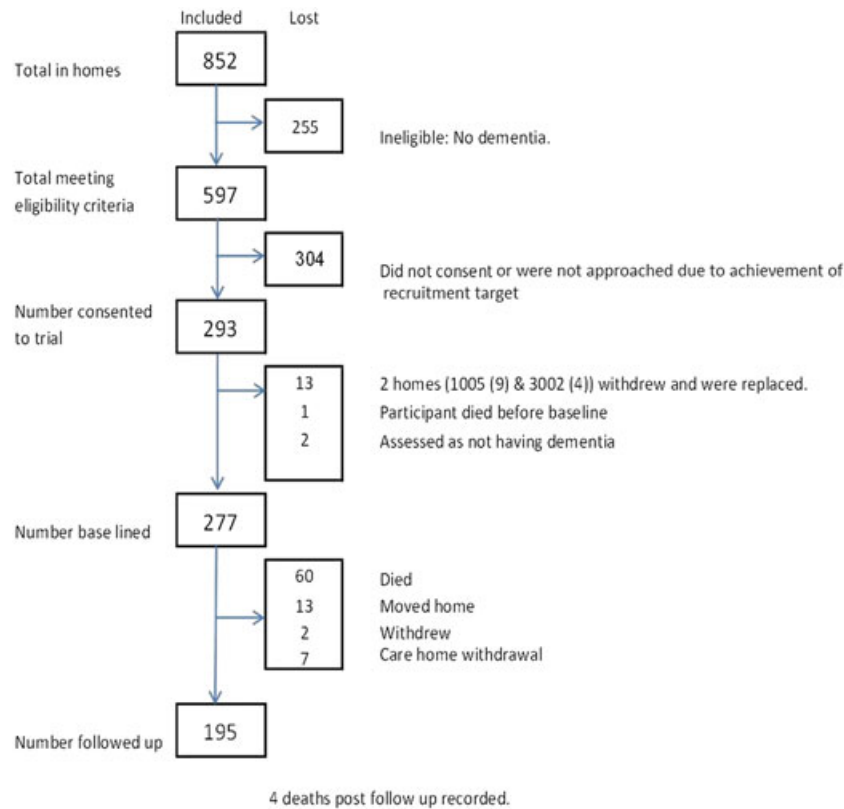 Included Lost
852
Total in homes
255
Ineligible: No dementia.
Total meeting
eligibility criteria
597
304
Did not consent or were not approached due to achievement of
recruitment target
Number consented
to trial
293
13 2 homes (1005 (9) & 3002 (4)) withdrew and were replaced.
1 Participant died before baseline
2 Assessed as not having dementia
277
Number base lined
60 Died
13 Moved home
2 Withdrew
7 Care home withdrawal
195
Number followed up
4 deaths post follow up recorded.